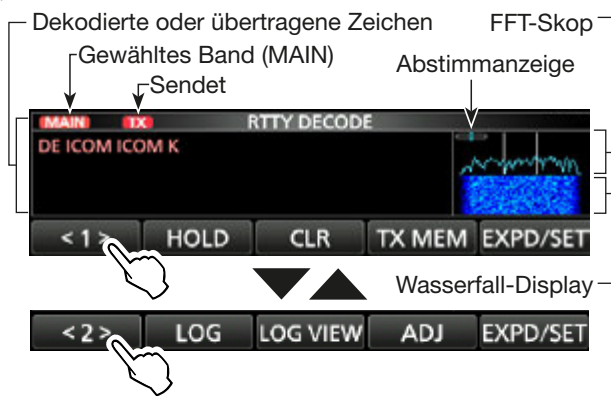 Dekodierte oder übertragene Zeichen
FFT-Skop
Gewähltes Band (MAIN)
Abstimmanzeige
Sendet
MAIN TX RTTY DECODE
DE ICOM ICOM K
< 1 > HOLD CLR TX MEM EXPD/SET
Wasserfall-Display
< 2 > LOG LOG VIEW ADJ EXPD/SET